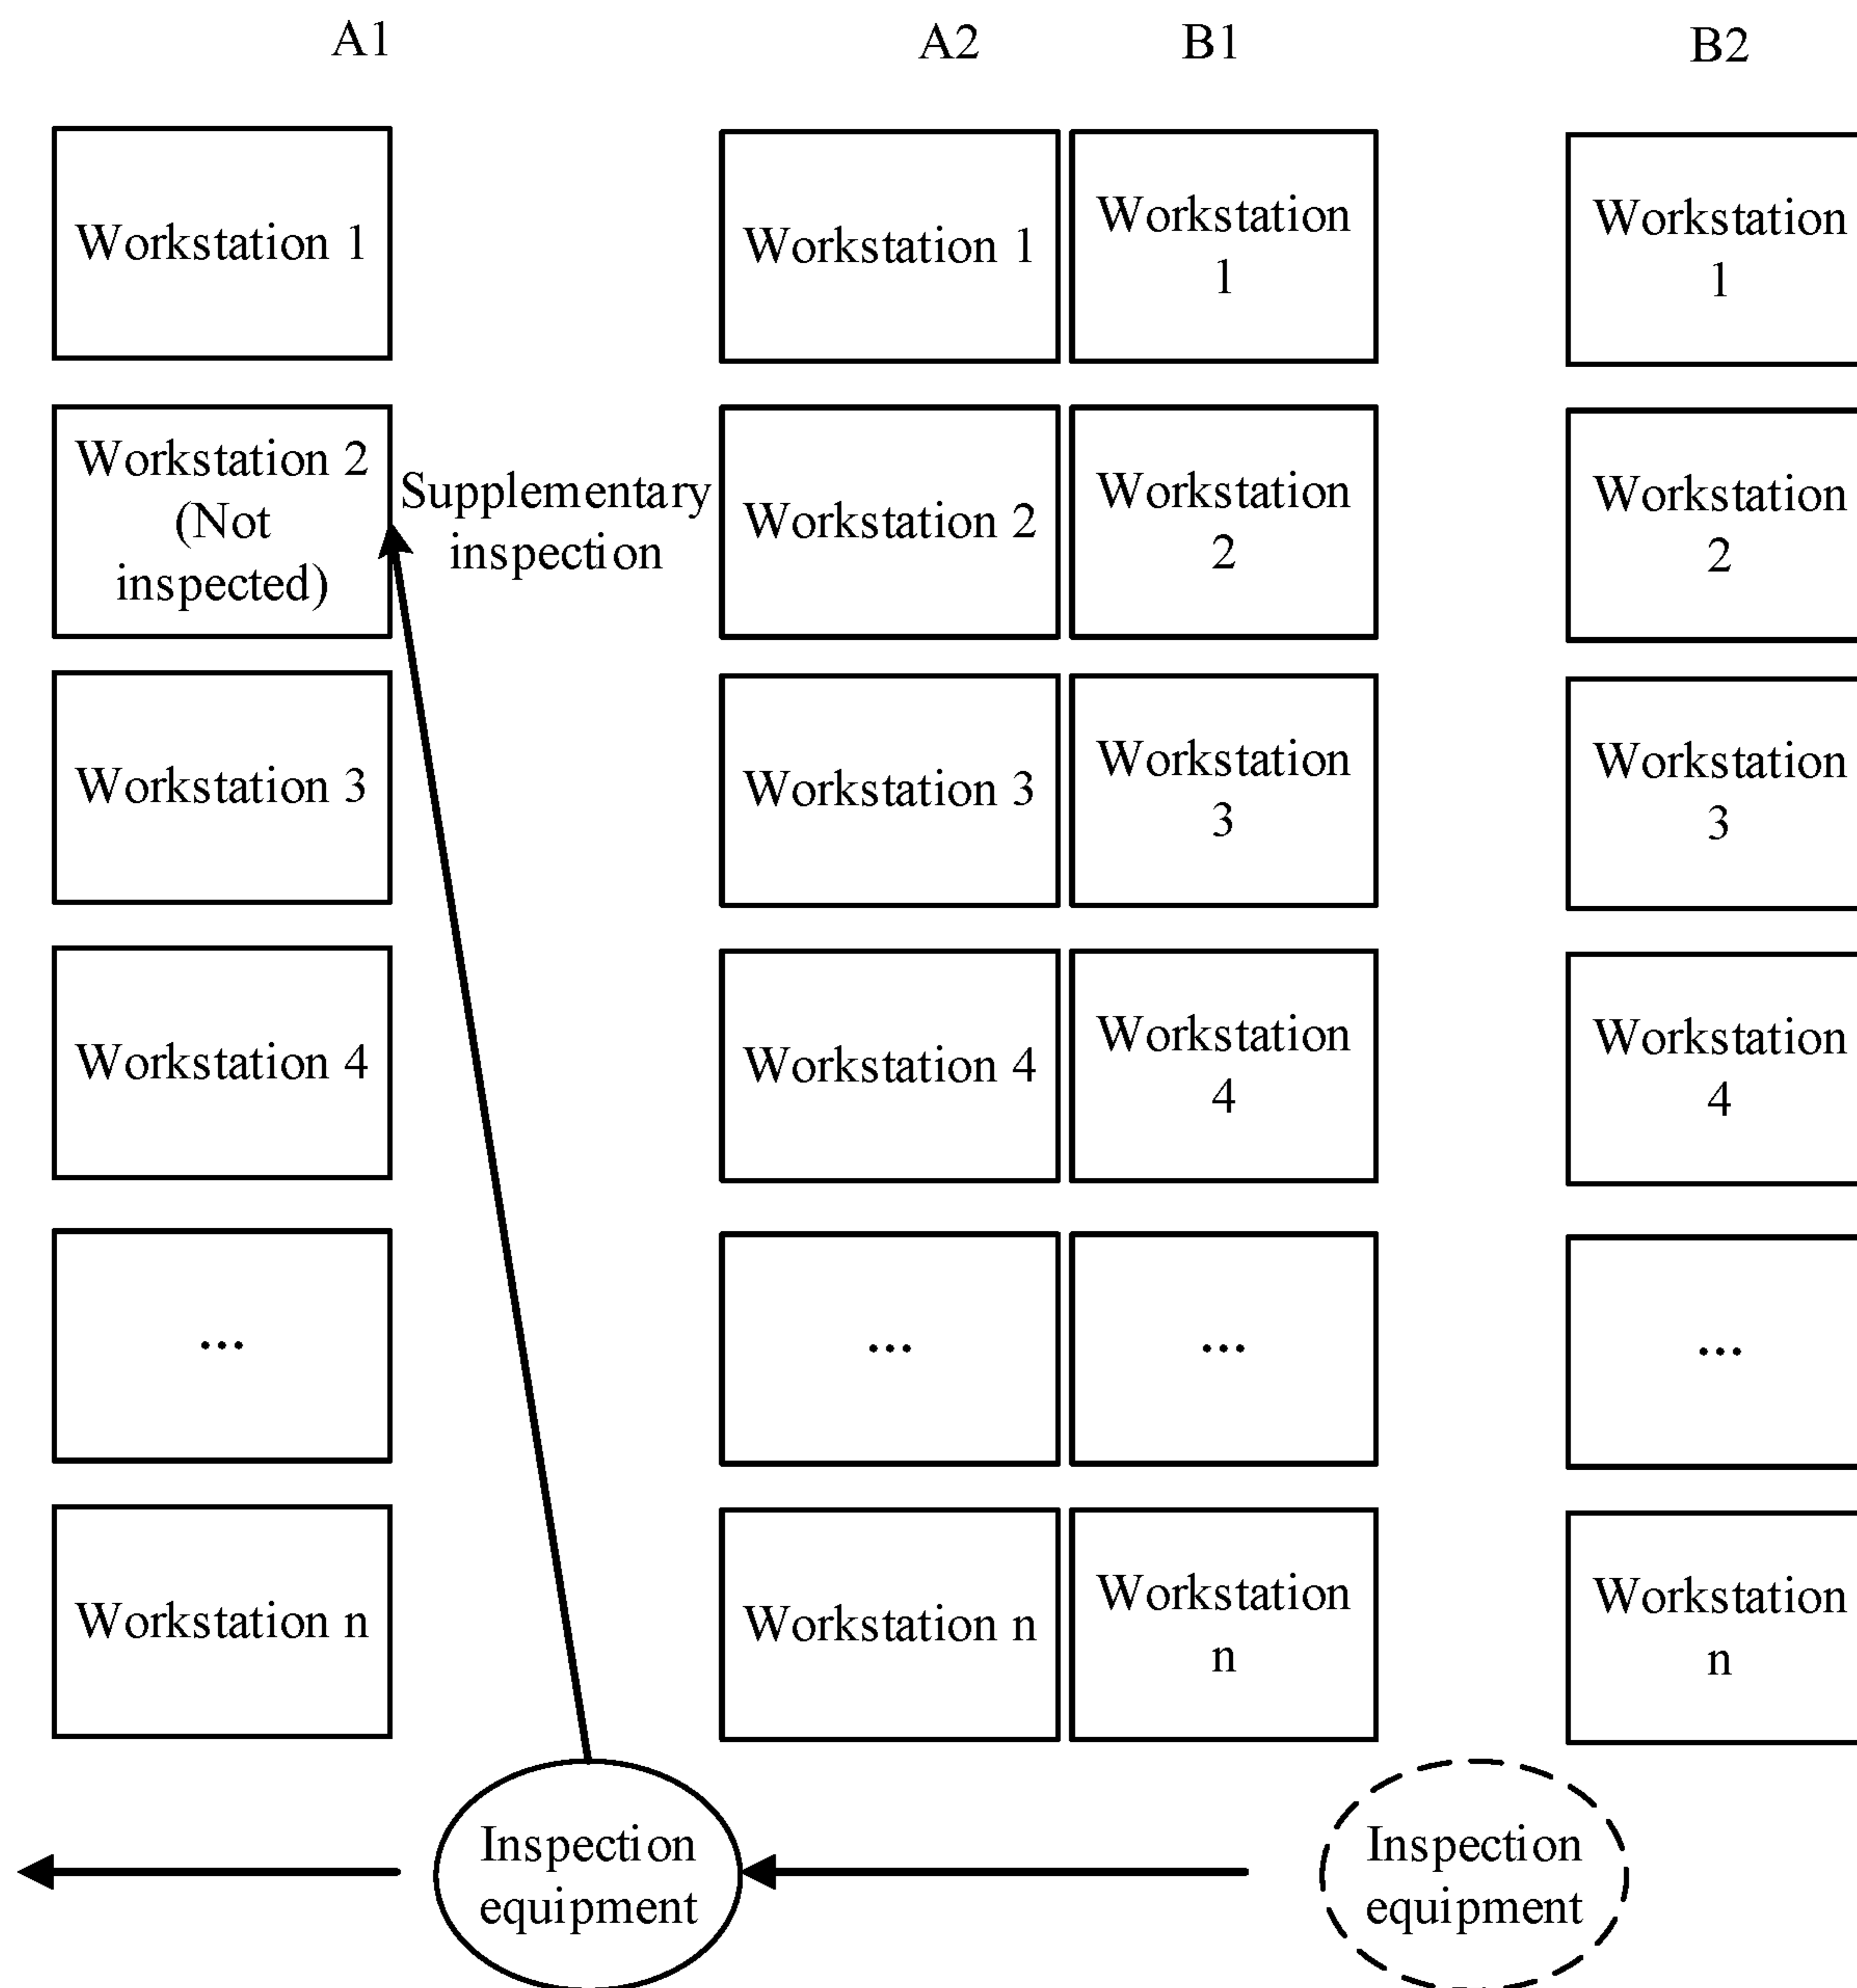 A1
A2
B1
B2
Workstation 1
Workstation 1
Workstation
1
Workstation
1
Workstation 2
(Not
inspected)
Supplementary
inspection
Workstation 2
Workstation
2
Workstation
2
Workstation 3
Workstation 3
Workstation
3
Workstation
3
Workstation 4
Workstation 4
Workstation
4
Workstation
4
...
...
...
...
Workstation n
Workstation n
Workstation
n
Workstation
n
Inspection
equipment
Inspection
equipment